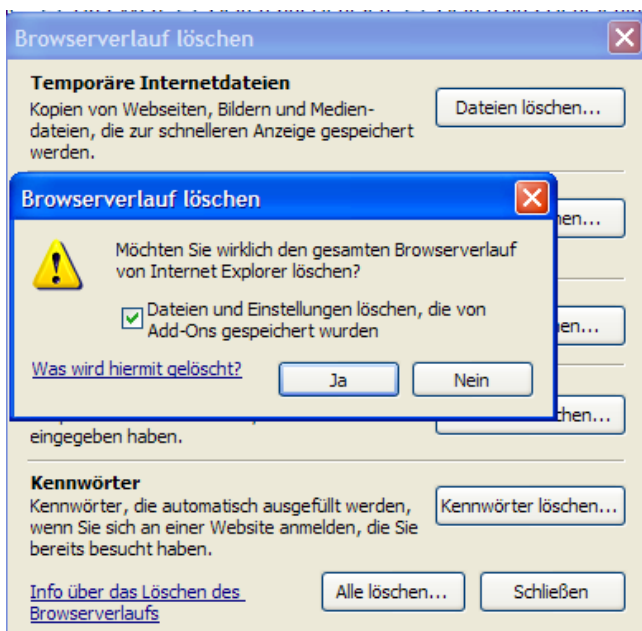 Browserverlauf löschen
Temporäre Internetdateien
Kopien von Webseiten, Bildern und Medien-
dateien, die zur schnelleren Anzeige gespeichert
werden.
Dateien löschen...
Browserverlauf löschen
Möchten Sie wirklich den gesamten Browserverlauf
von Internet Explorer löschen?
Dateien und Einstellungen löschen, die von
Add-Ons gespeichert wurden
Was wird hiermit gelöscht?
Ja
Nein
eingegeben haben.
Kennwörter
Kennwörter, die automatisch ausgefüllt werden,
wenn Sie sich an einer Website anmelden, die Sie
bereits besucht haben.
Kennwörter löschen...
Info über das Löschen des
Browserverlaufs
Alle löschen...
Schließen